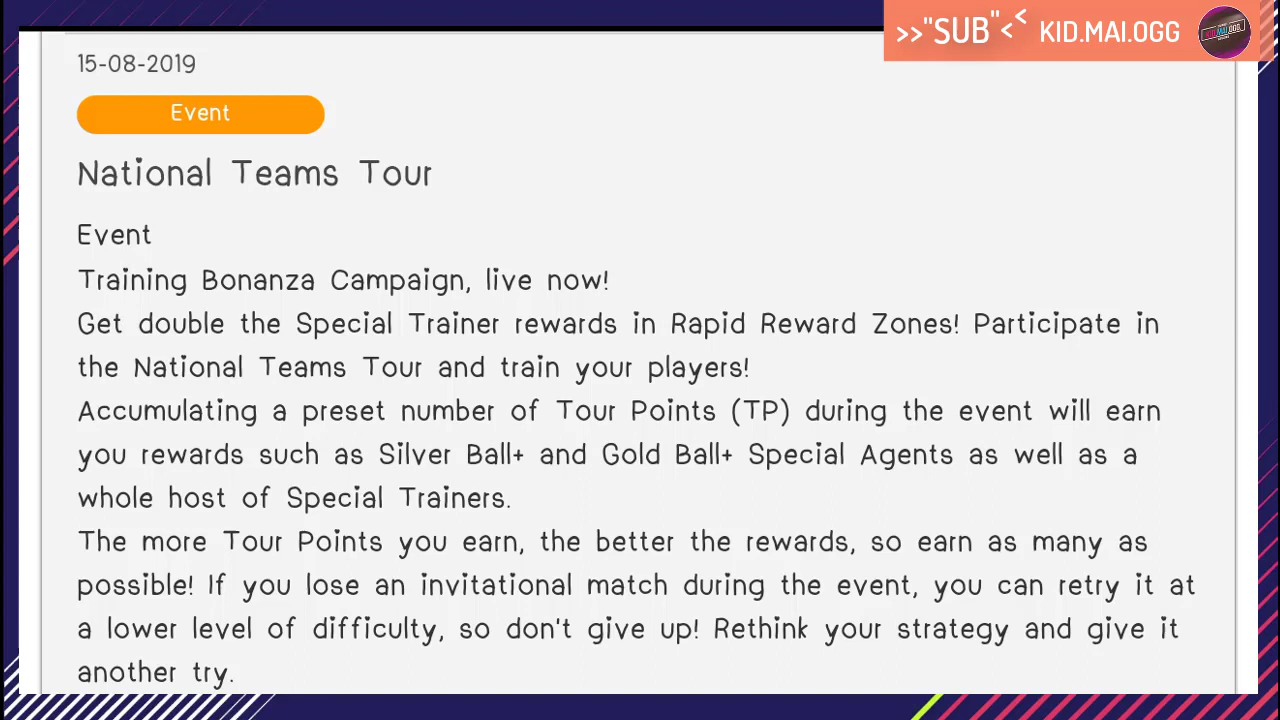 >>"SUB"<< KID.MAI.OGG
15-08-2019
Event
National Teams Tour
Event
Training Bonanza Campaign, live now!
Get double the Special Trainer rewards in Rapid Reward Zones! Participate in
the National Teams Tour and train your players!
Accumulating a preset number of Tour Points (TP) during the event will earn
you rewards such as Silver Ball+ and Gold Ball+ Special Agents as well as a
whole host of Special Trainers.
The more Tour Points you earn, the better the rewards, so earn as many as
possible! If you lose an invitational match during the event, you can retry it at
a lower level of difficulty, so don't give up! Rethink your strategy and give it
another try.